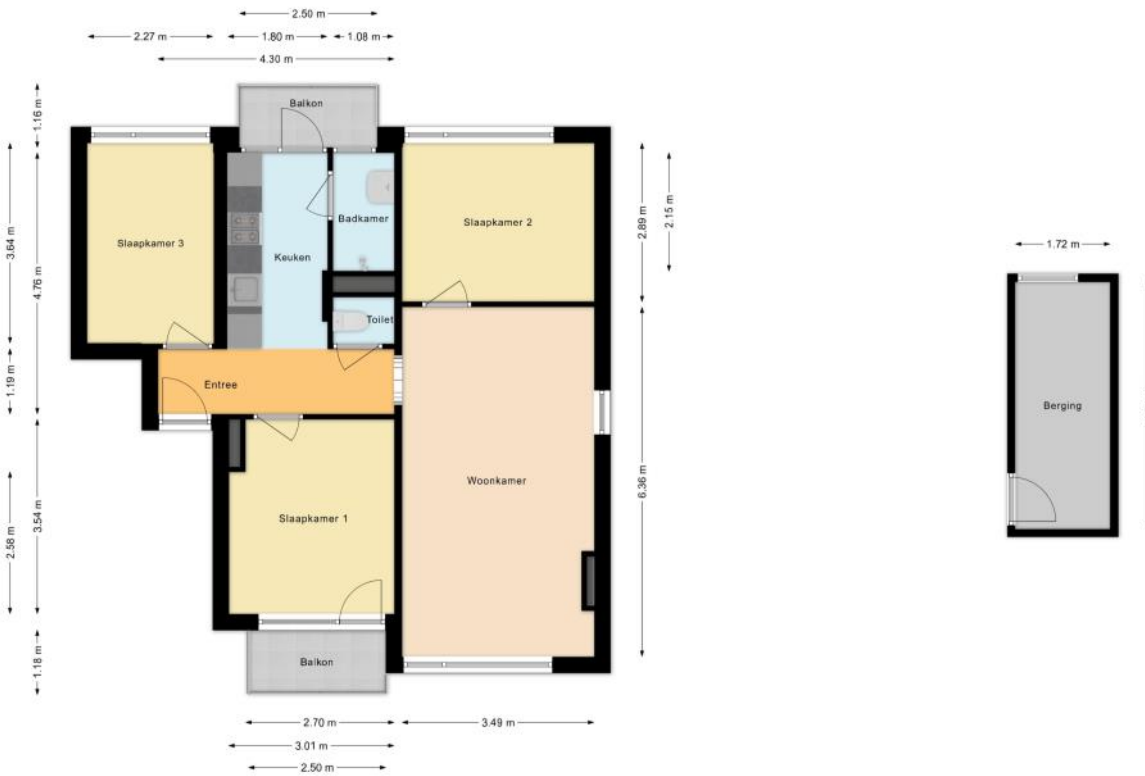 2.50 m
2.27 m
1.80 m
1.08 m
4.30 m
1.16 m
Balkon
3.64 m
4.76 m
Slaapkamer 3
Keuken
Badkamer
Slaapkamer 2
2.89 m
2.15 m
1.72 m
Toilet
1.19 m
Entree
Berging
Woonkamer
6.36 m
Slaapkamer 1
2.58 m
3.54 m
1.18 m
Balkon
2.70 m
3.49 m
3.01 m
2.50 m